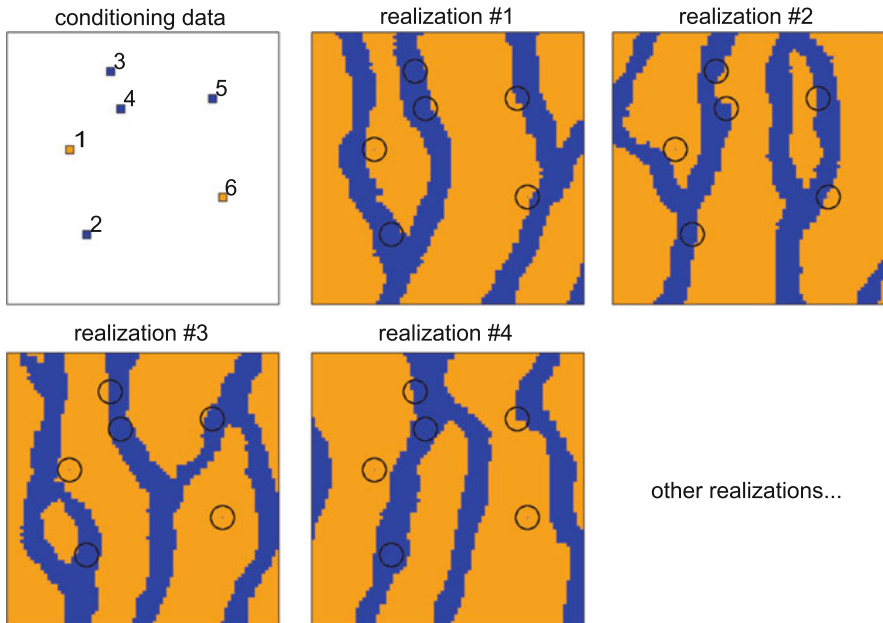 conditioning data
realization #1
realization #2
3
4
5
1
6
2
realization #3
realization #4
other realizations...